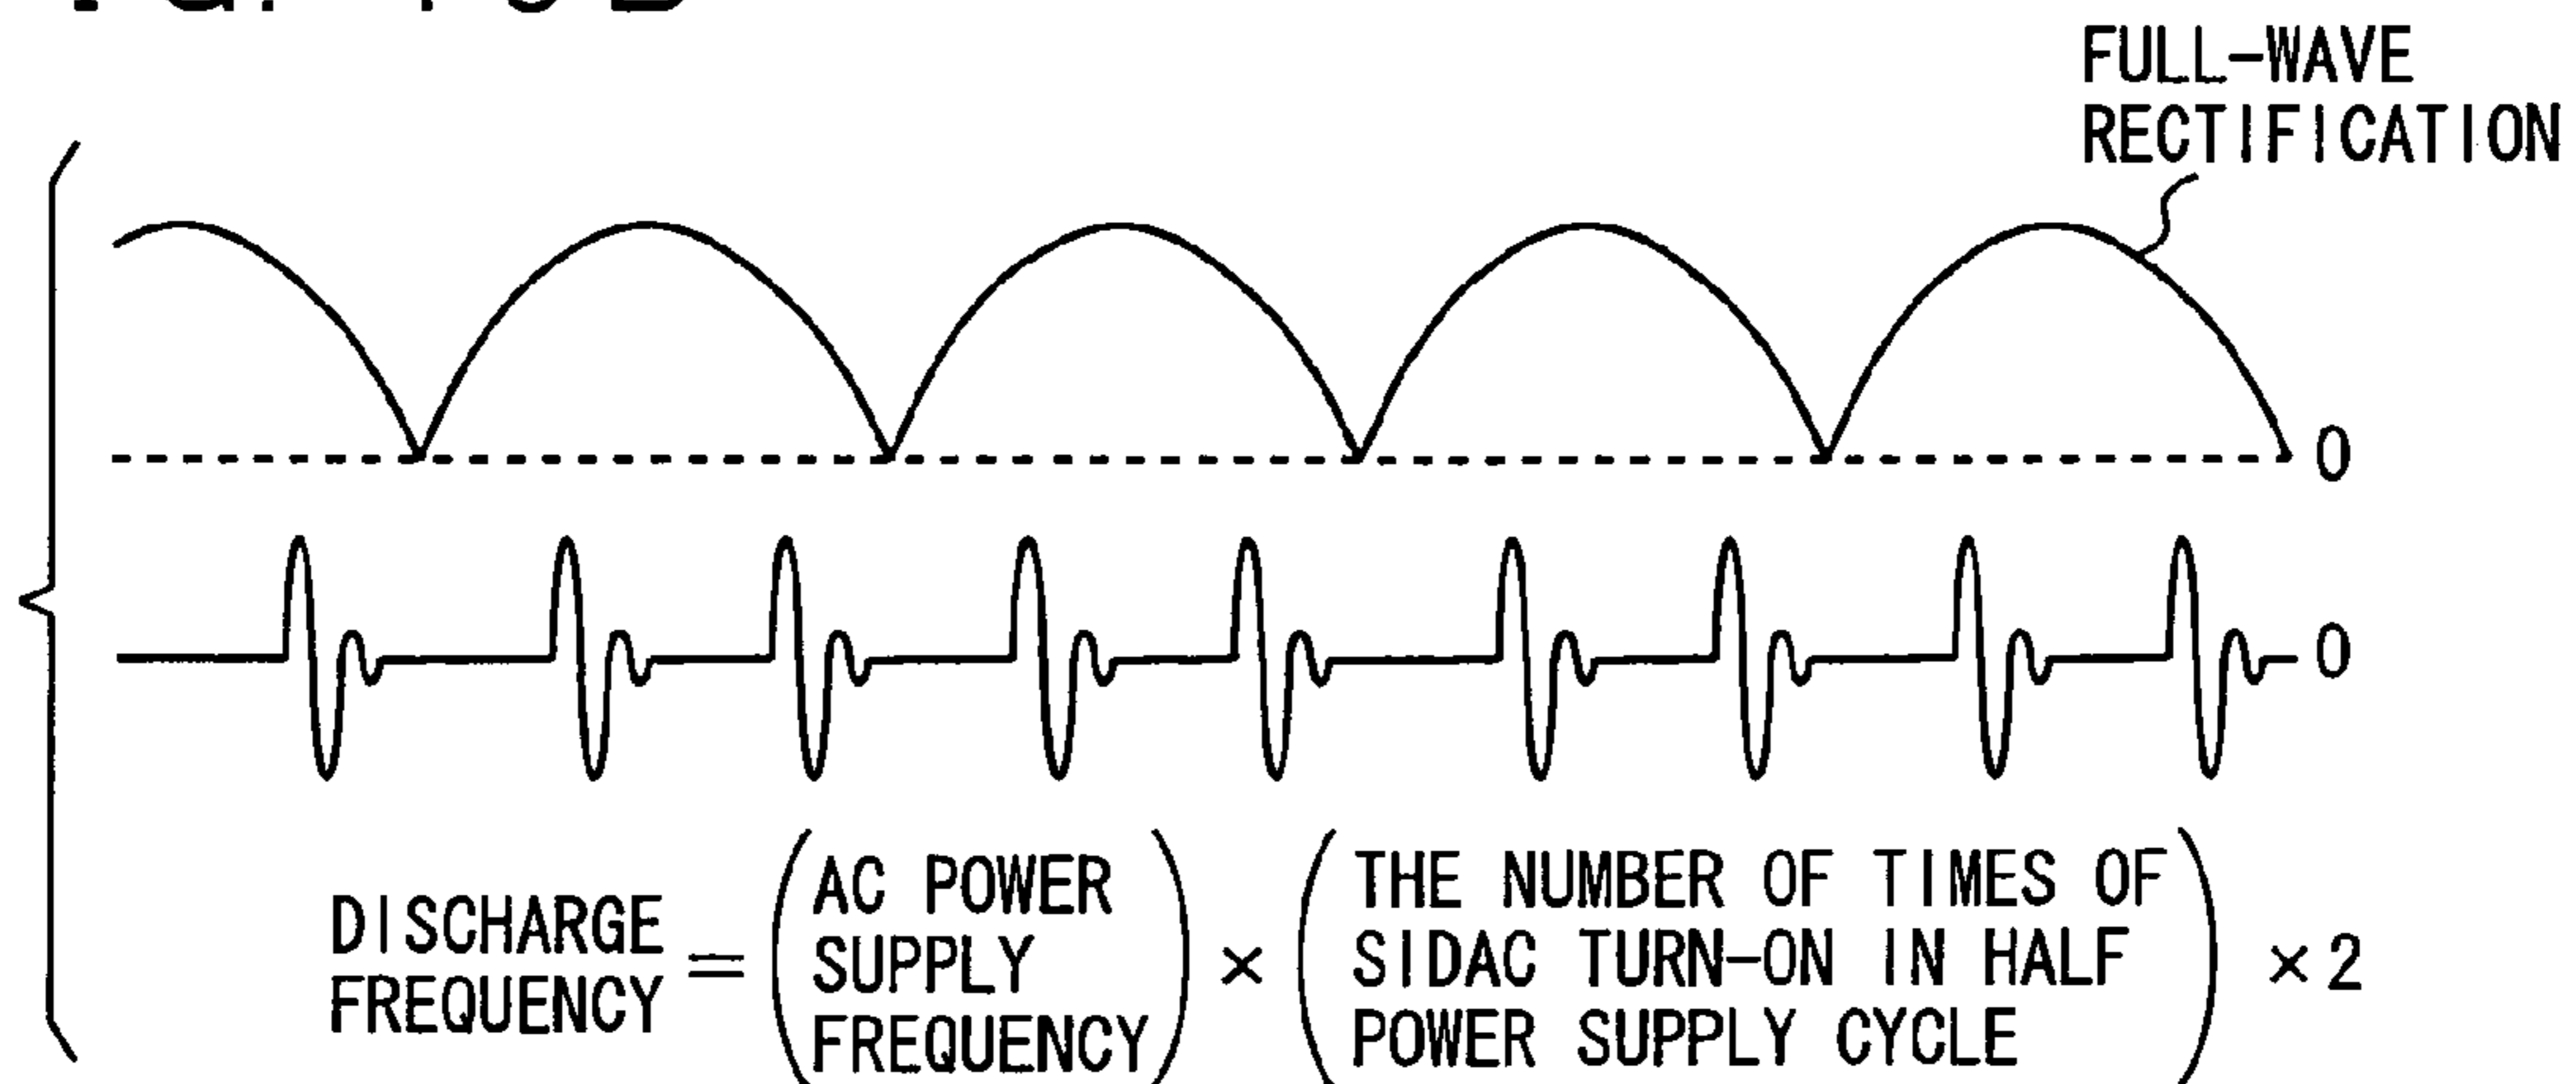 FULL-WAVE
RECTIFICATION
0
0
DISCHARGE
FREQUENCY
=
AC POWER
SUPPLY
FREQUENCY
×
THE NUMBER OF TIMES OF
SIDAC TURN-ON IN HALF
POWER SUPPLY CYCLE
×2